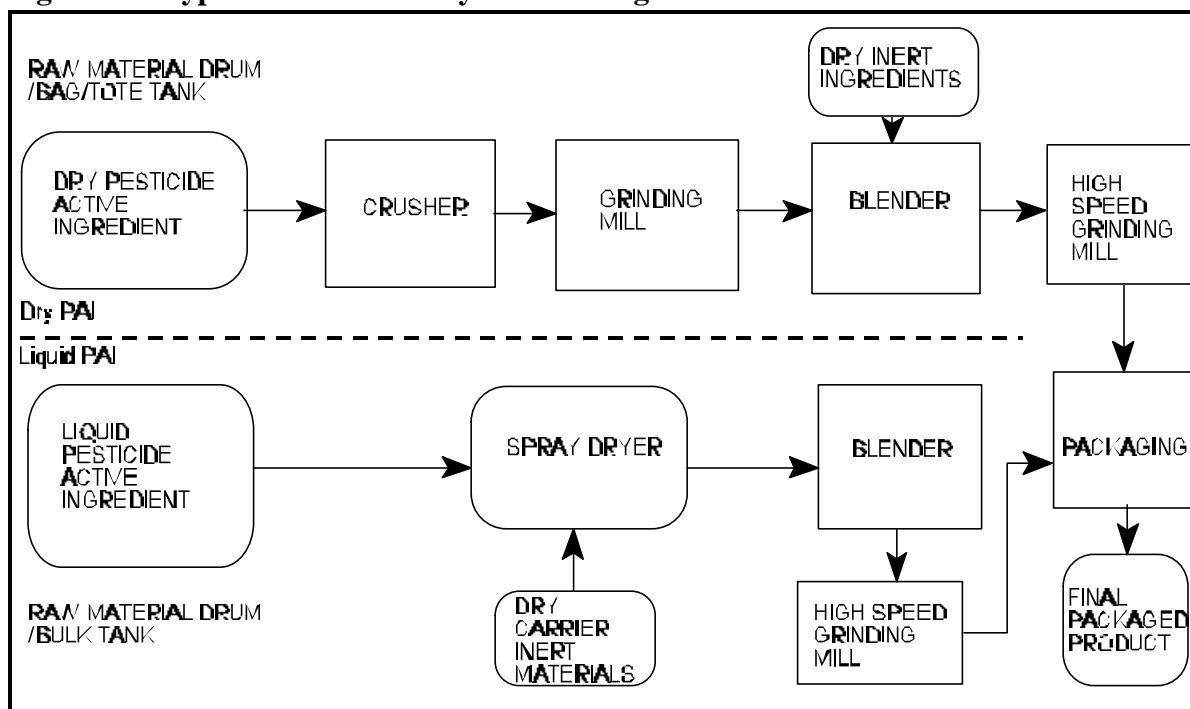 RAW MATERIAL DRUM
/BAG/TOTE TANK
DRY INERT
INGREDIENTS
DRY PESTICIDE
ACTIVE
INGREDIENT
CRUSHER
GRINDING
MILL
BLENDER
HIGH
SPEED
GRINDING
MILL
Dry PAI
Liquid PAI
LIQUID
PESTICIDE
ACTIVE
INGREDIENT
SPRAY DRYER
BLENDER
PACKAGING
RAW MATERIAL DRUM
/BULK TANK
DRY
CARRIER
INERT
MATERIALS
HIGH SPEED
GRINDING
MILL
FINAL
PACKAGED
PRODUCT